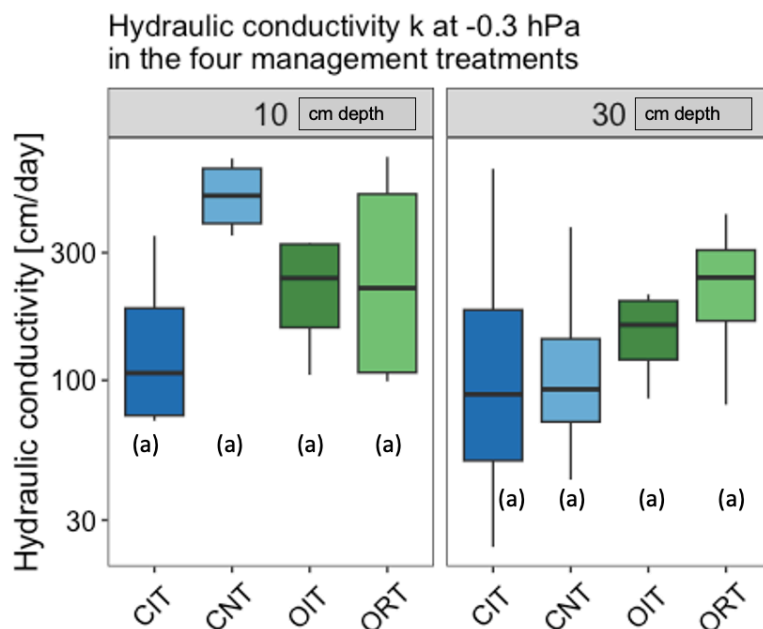 Hydraulic conductivity k at -0.3 hPa
in the four management treatments
10 cm depth
30 cm depth
Hydraulic conductivity [cm/day]
300
100
30
(a) (a) (a) (a)
(a) (a) (a) (a)
CIT CNT OIT ORT
CIT CNT OIT ORT